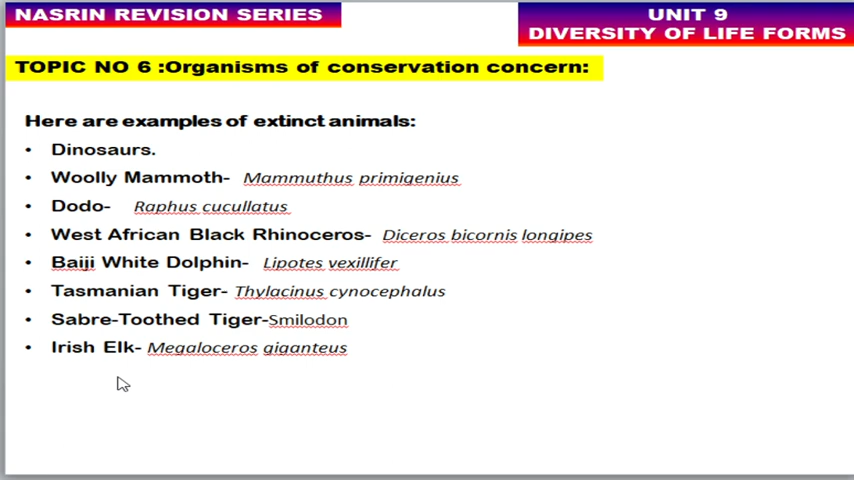 NASRIN REVISION SERIES
UNIT 9
DIVERSITY OF LIFE FORMS
TOPIC NO 6 :Organisms of conservation concern:
Here are examples of extinct animals:
• Dinosaurs.
• Woolly Mammoth- Mammuthus primigenius
• Dodo- Raphus cucullatus
• West African Black Rhinoceros- Diceros bicornis longipes
• Baiji White Dolphin- Lipotes vexillifer
• Tasmanian Tiger- Thylacinus cynocephalus
• Sabre-Toothed Tiger-Smilodon
• Irish Elk- Megaloceros giganteus